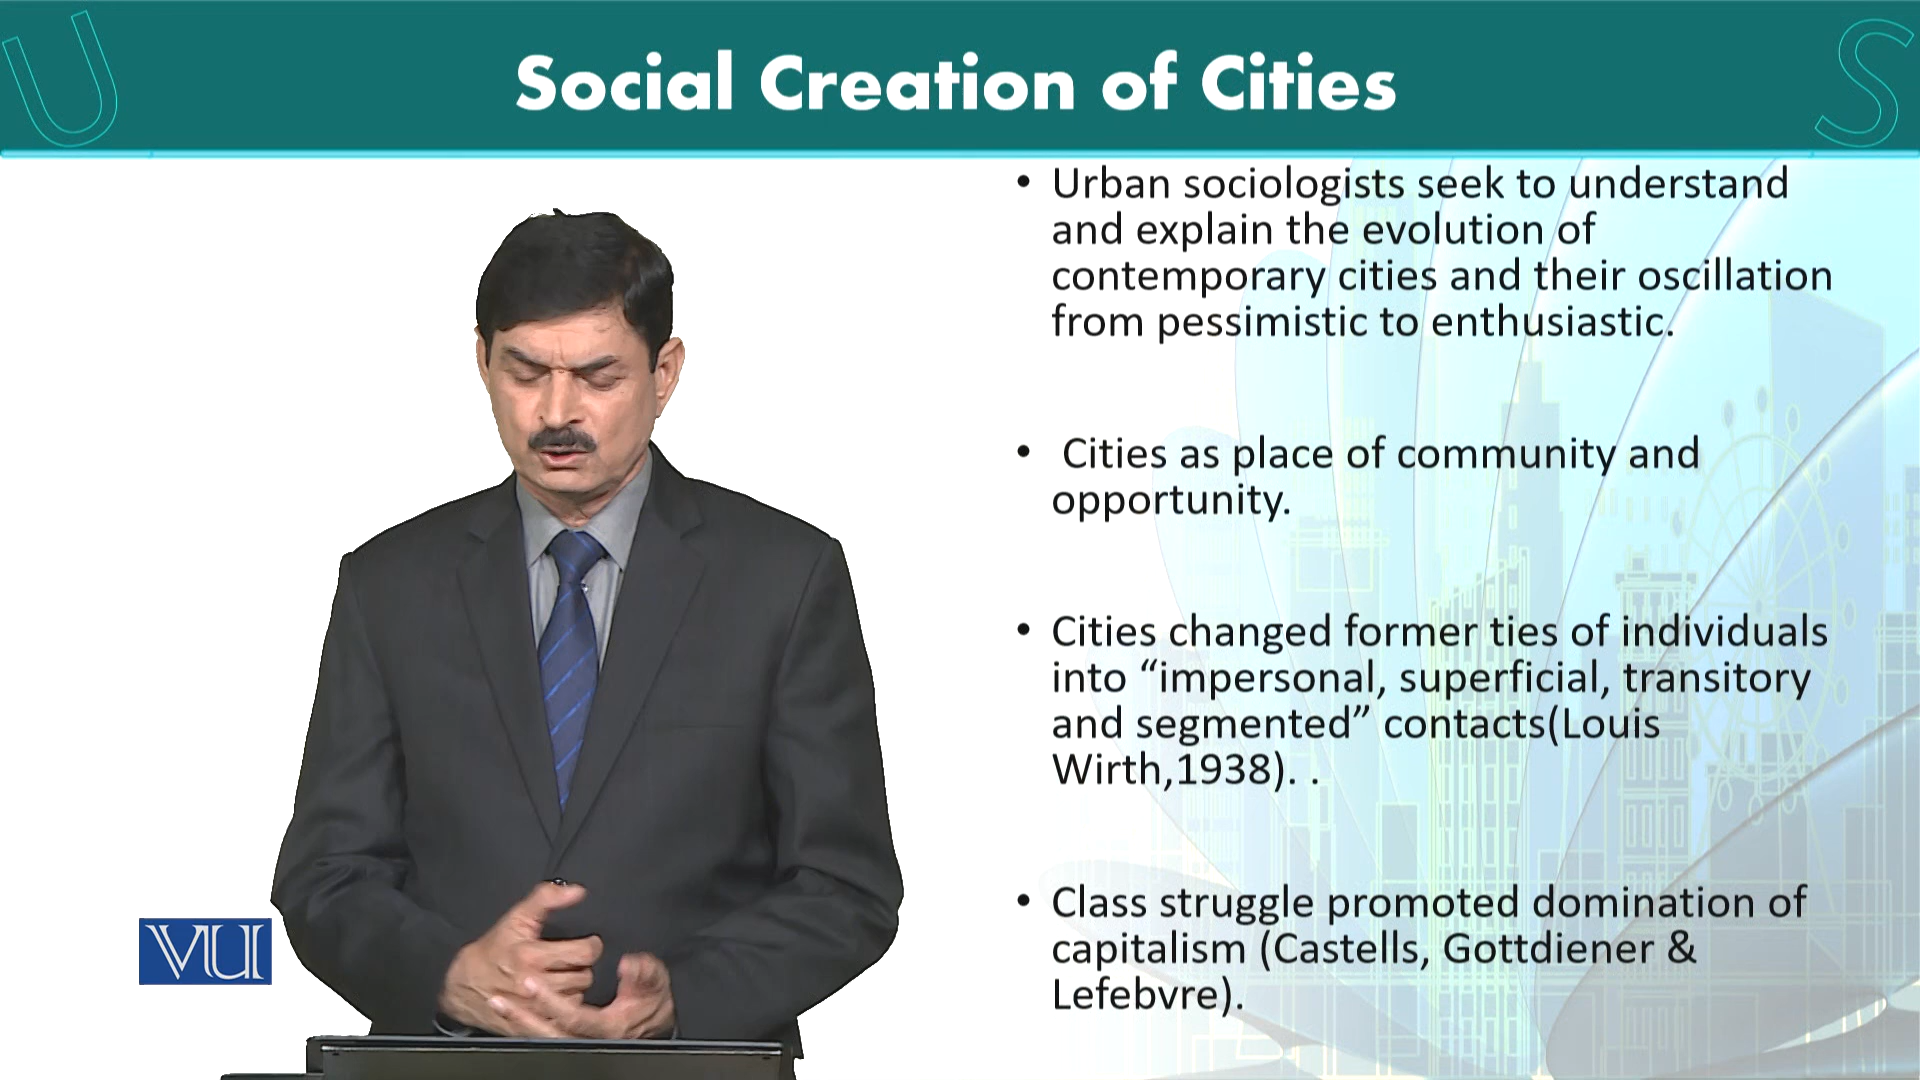 U
Social Creation of Cities
S
• Urban sociologists seek to understand
and explain the evolution of
contemporary cities and their oscillation
from pessimistic to enthusiastic.
• Cities as place of community and
opportunity.
• Cities changed former ties of individuals
into “impersonal, superficial, transitory
and segmented” contacts(Louis
Wirth,1938). .
• Class struggle promoted domination of
capitalism (Castells, Gottdiener &
Lefebvre).
VU